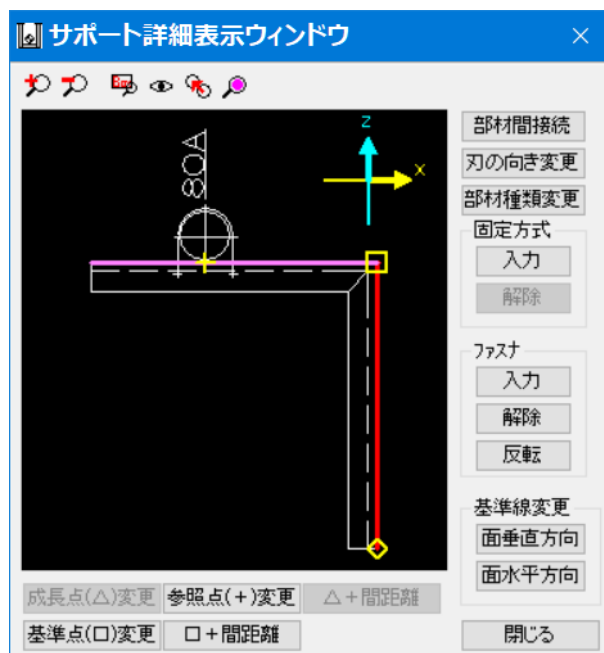 サポート詳細表示ウィンドウ
80A
Z
X
部材間接続
刃の向き変更
部材種類変更
固定方式
入力
解除
ファスナ
入力
解除
反転
基準線変更
面垂直方向
面水平方向
成長点(△)変更 参照点(+)変更 △+間距離
基準点(□)変更 □+間距離 閉じる